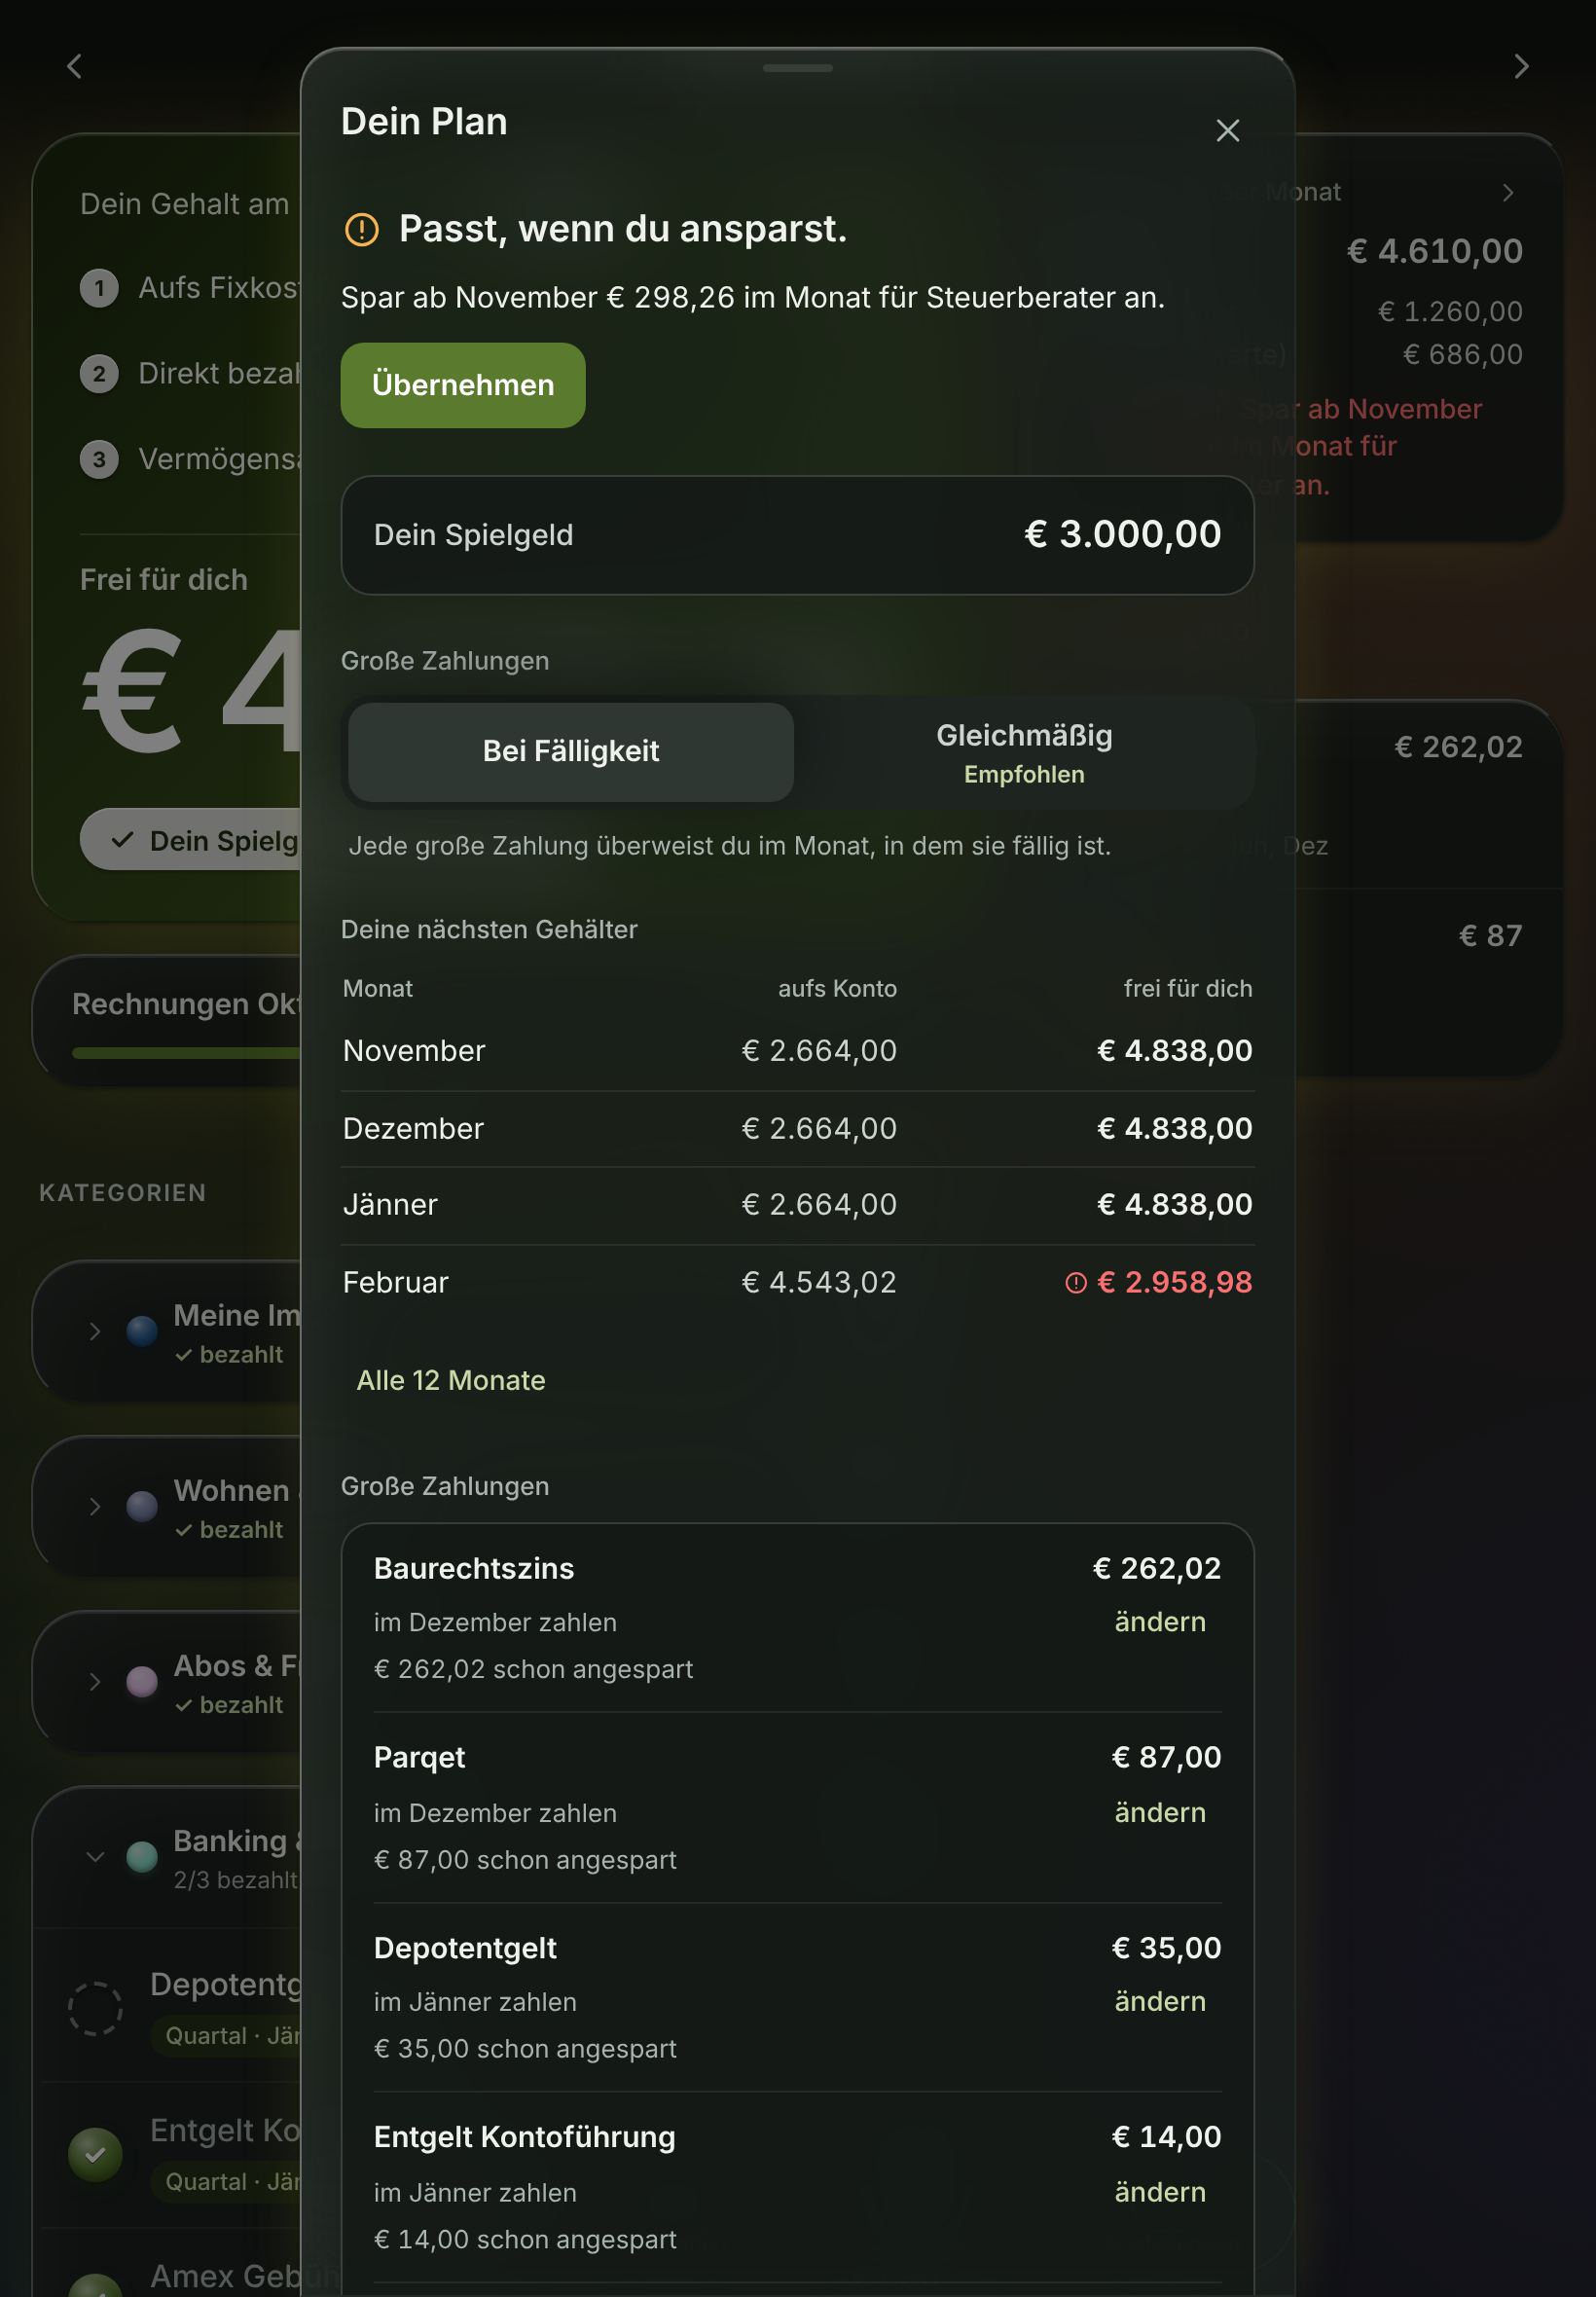 Dein Plan
Passt, wenn du ansparst.
Spar ab November € 298,26 im Monat für Steuerberater an.
Übernehmen
Dein Spielgeld € 3.000,00
Große Zahlungen
Bei Fälligkeit
Gleichmäßig
Empfohlen
Jede große Zahlung überweist du im Monat, in dem sie fällig ist.
Deine nächsten Gehälter
Monat aufs Konto frei für dich
November € 2.664,00 € 4.838,00
Dezember € 2.664,00 € 4.838,00
Jänner € 2.664,00 € 4.838,00
Februar € 4.543,02 € 2.958,98
Alle 12 Monate
Große Zahlungen
Baurechtszins € 262,02
im Dezember zahlen ändern
€ 262,02 schon angespart
Parqet € 87,00
im Dezember zahlen ändern
€ 87,00 schon angespart
Depotentgelt € 35,00
im Jänner zahlen ändern
€ 35,00 schon angespart
Entgelt Kontoführung € 14,00
im Jänner zahlen ändern
€ 14,00 schon angespart
Dein Gehalt am
1 Aufs
2 Direkt
3
Frei für dich
€ 4
Dein
Rechnungen
KATEGORIEN
Meine
bezahlt
Wohnen
bezahlt
Abos &
bezahlt
Banking &
2/3 bezahlt
Quartal ·
Entgelt
Quartal ·
Amex
Monat
€ 4.610,00
€ 1.260,00
€ 686,00
Spar ab November
Monat für
an.
€ 262,02
Dez
€ 87